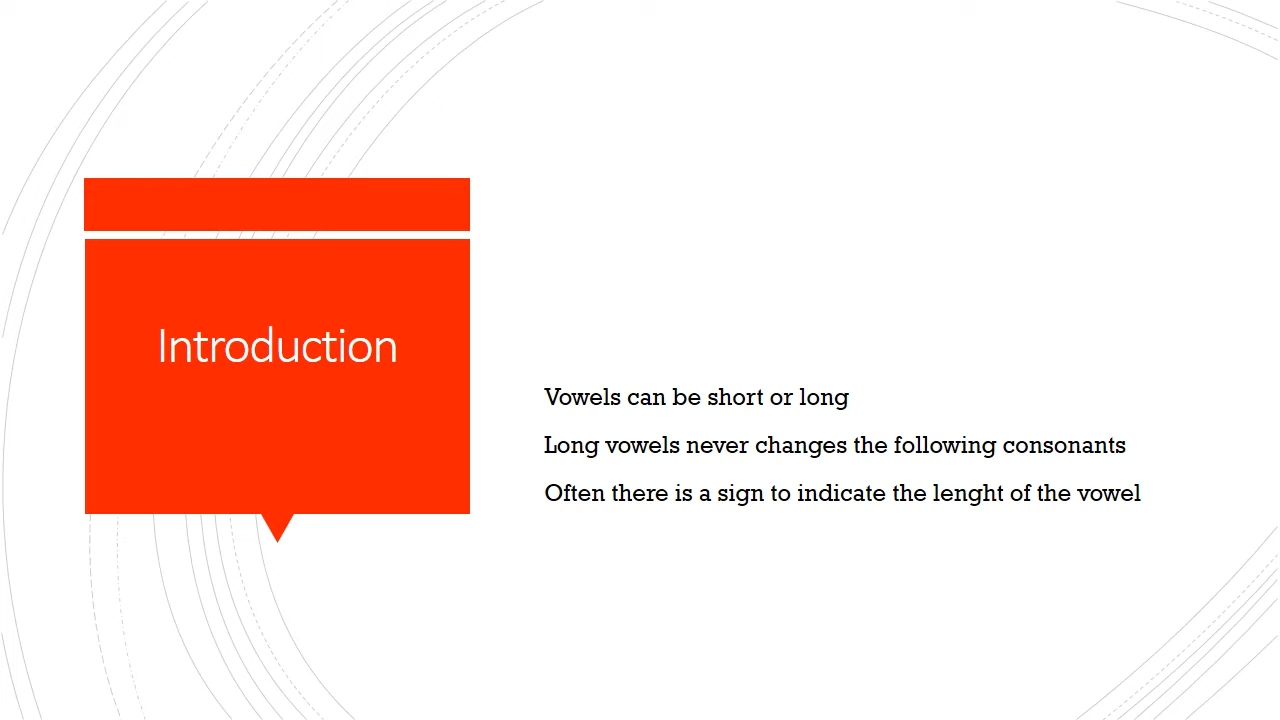 Introduction
Vowels can be short or long
Long vowels never changes the following consonants
Often there is a sign to indicate the lenght of the vowel